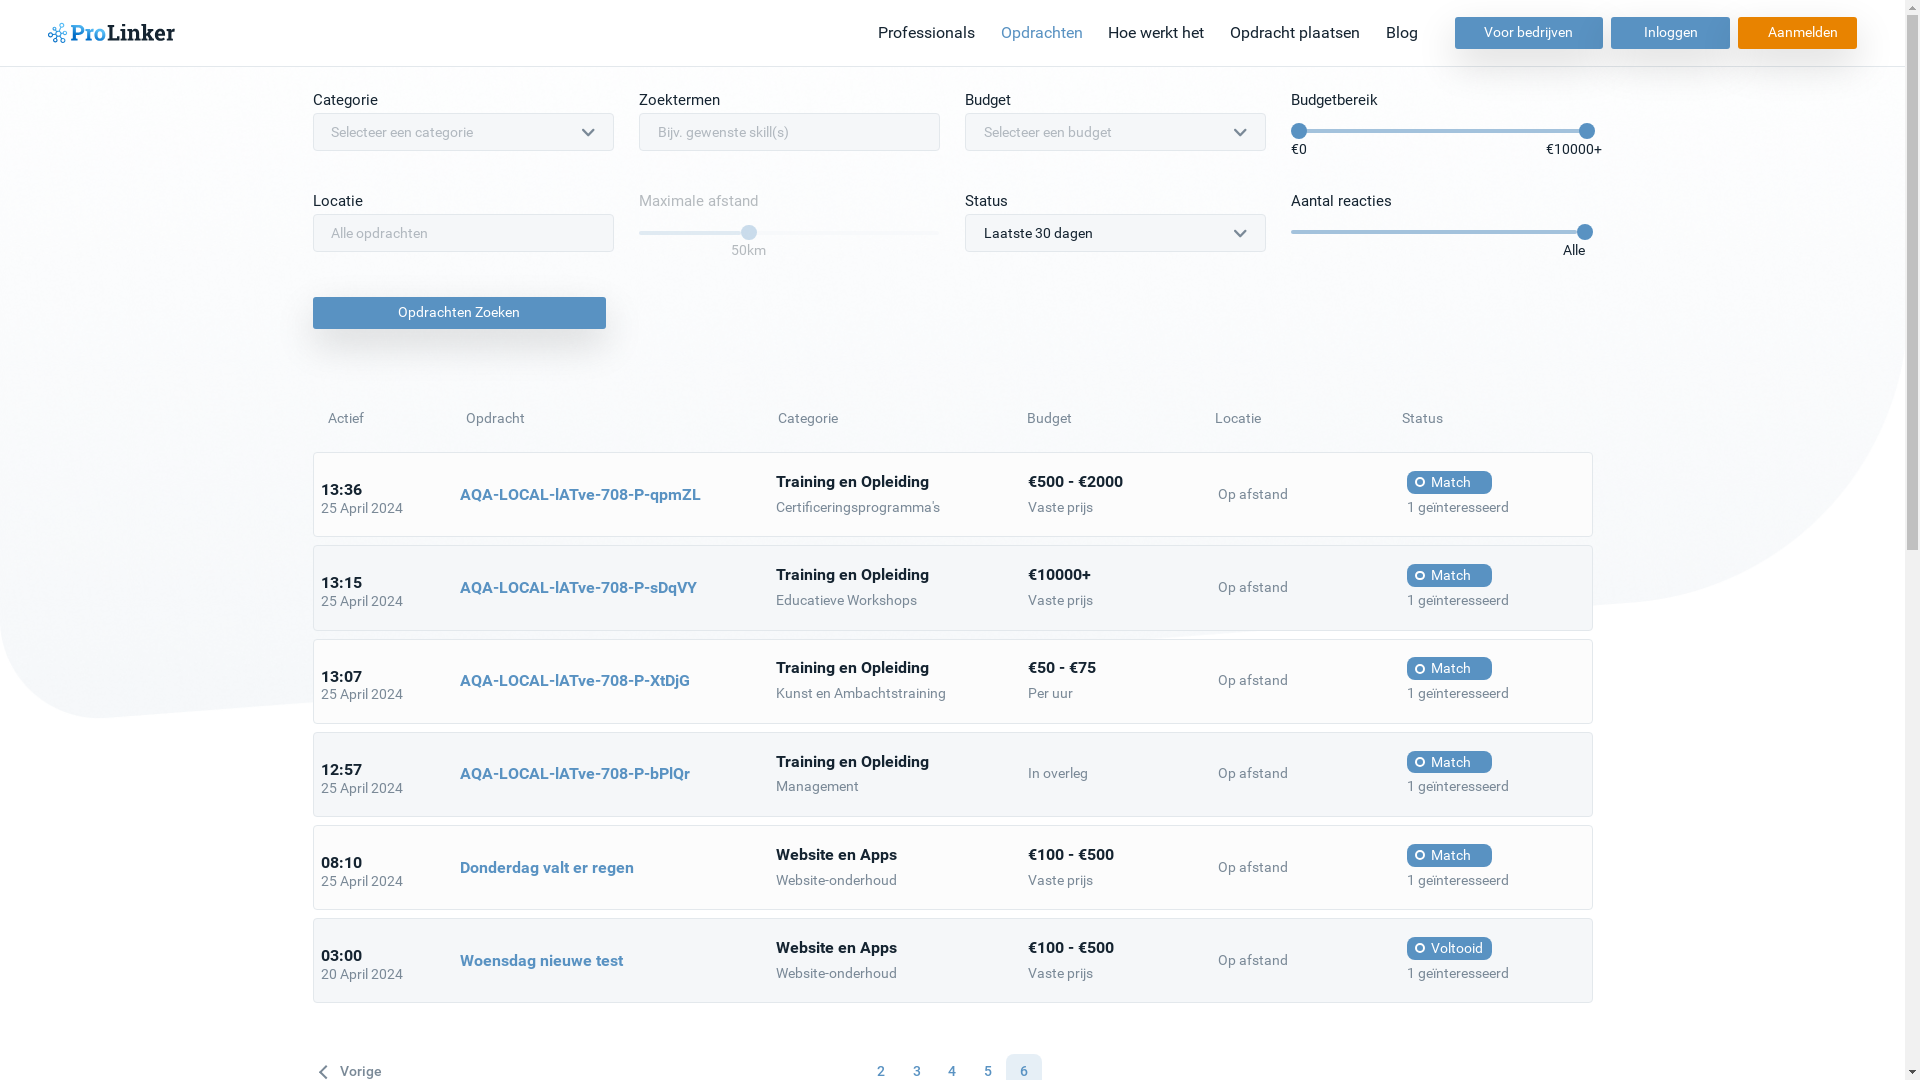 ProLinker
Professionals Opdrachten Hoe werkt het Opdracht plaatsen Blog Voor bedrijven Inloggen Aanmelden
Categorie Zoektermen Budget Budgetbereik
Selecteer een categorie Bijv. gewenste skill(s) Selecteer een budget
€0 €10000+
Locatie Maximale afstand Status Aantal reacties
Alle opdrachten Laatste 30 dagen
50km Alle
Opdrachten Zoeken
Actief Opdracht Categorie Budget Locatie Status
13:36
25 April 2024
AQA-LOCAL-lATve-708-P-qpmZL
Training en Opleiding
Certificeringsprogramma's
€500 - €2000
Vaste prijs
Op afstand
Match
1 geïnteresseerd
13:15
25 April 2024
AQA-LOCAL-lATve-708-P-sDqVY
Training en Opleiding
Educatieve Workshops
€10000+
Vaste prijs
Op afstand
Match
1 geïnteresseerd
13:07
25 April 2024
AQA-LOCAL-lATve-708-P-XtDjG
Training en Opleiding
Kunst en Ambachtstraining
€50 - €75
Per uur
Op afstand
Match
1 geïnteresseerd
12:57
25 April 2024
AQA-LOCAL-lATve-708-P-bPlQr
Training en Opleiding
Management
In overleg
Op afstand
Match
1 geïnteresseerd
08:10
25 April 2024
Donderdag valt er regen
Website en Apps
Website-onderhoud
€100 - €500
Vaste prijs
Op afstand
Match
1 geïnteresseerd
03:00
20 April 2024
Woensdag nieuwe test
Website en Apps
Website-onderhoud
€100 - €500
Vaste prijs
Op afstand
Voltooid
1 geïnteresseerd
Vorige 2 3 4 5 6